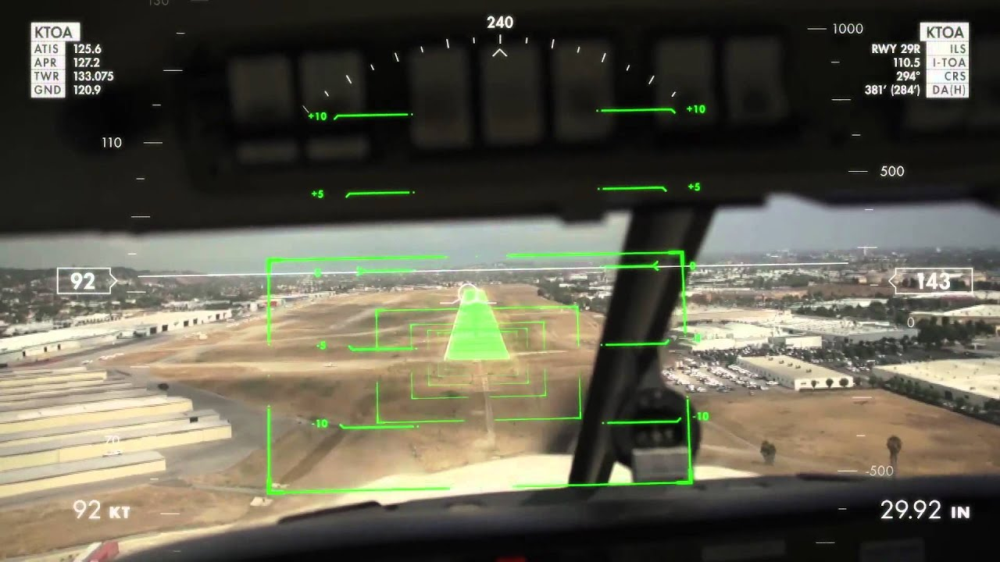 130
240
KTOA
ATIS 125.6
APR 127.2
TWR 133.075
GND 120.9
1000
KTOA
RWY 29R ILS
110.5 I-TOA
294° CRS
381' (284') DA(H)
+10 +10
110
500
+5 +5
0 0
92
143
0
-5
-10 -10
70
-500
92 KT
29.92 IN